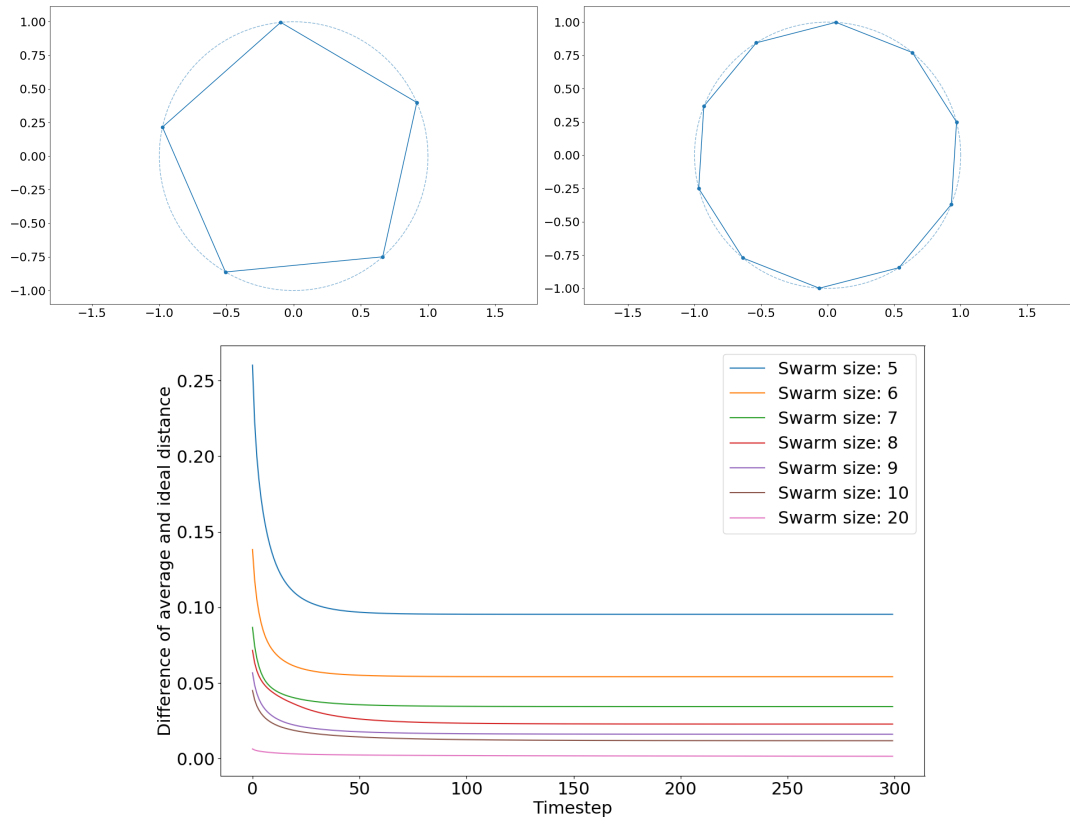 1.00
0.75
0.50
0.25
0.00
−0.25
−0.50
−0.75
−1.00
−1.5 −1.0 −0.5 0.0 0.5 1.0 1.5
1.00
0.75
0.50
0.25
0.00
−0.25
−0.50
−0.75
−1.00
−1.5 −1.0 −0.5 0.0 0.5 1.0 1.5
Difference of average and ideal distance
0.25
0.20
0.15
0.10
0.05
0.00
Swarm size: 5
Swarm size: 6
Swarm size: 7
Swarm size: 8
Swarm size: 9
Swarm size: 10
Swarm size: 20
0 50 100 150 200 250 300
Timestep